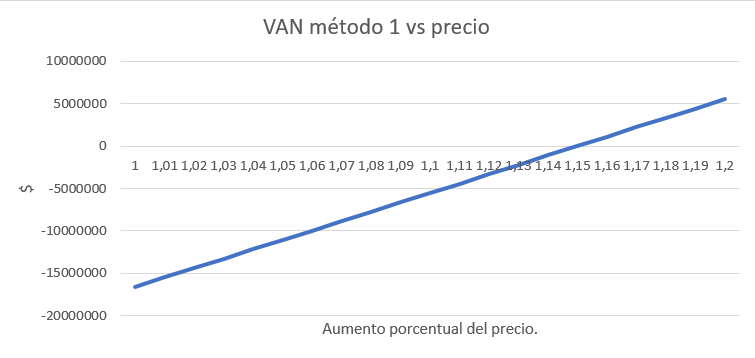 VAN método 1 vs precio
10000000
5000000
0
1 1,01 1,02 1,03 1,04 1,05 1,06 1,07 1,08 1,09 1,1 1,11 1,12 1,13 1,14 1,15 1,16 1,17 1,18 1,19 1,2
$
-5000000
-10000000
-15000000
-20000000
Aumento porcentual del precio.